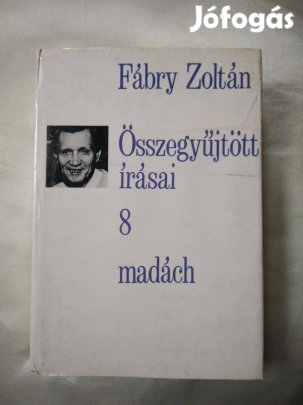 Jófogás
Fábry Zoltán
Összegyűjtött
írásai
8
madách